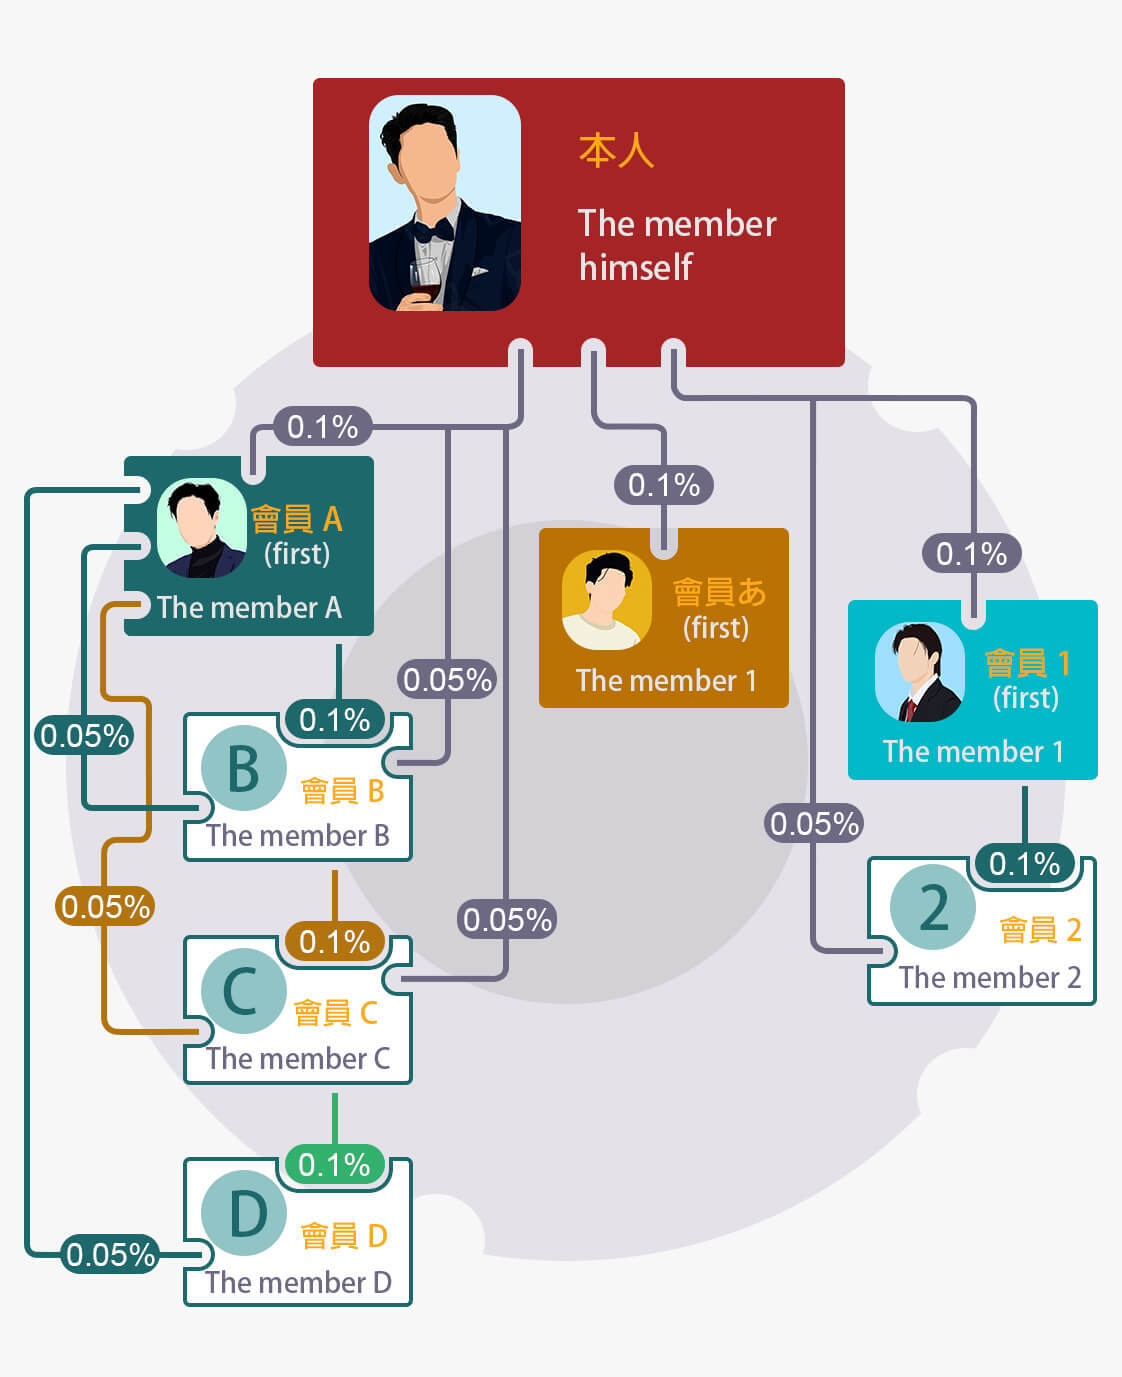 本人
The member
himself
0.1%
會員 A
(first)
The member A
0.1%
會員あ
(first)
The member 1
0.1%
會員 1
(first)
The member 1
0.05%
0.05%
0.1%
B
會員 B
The member B
0.05%
0.1%
2
會員 2
The member 2
0.05%
0.05%
0.1%
C
會員 C
The member C
0.1%
D
會員 D
The member D
0.05%